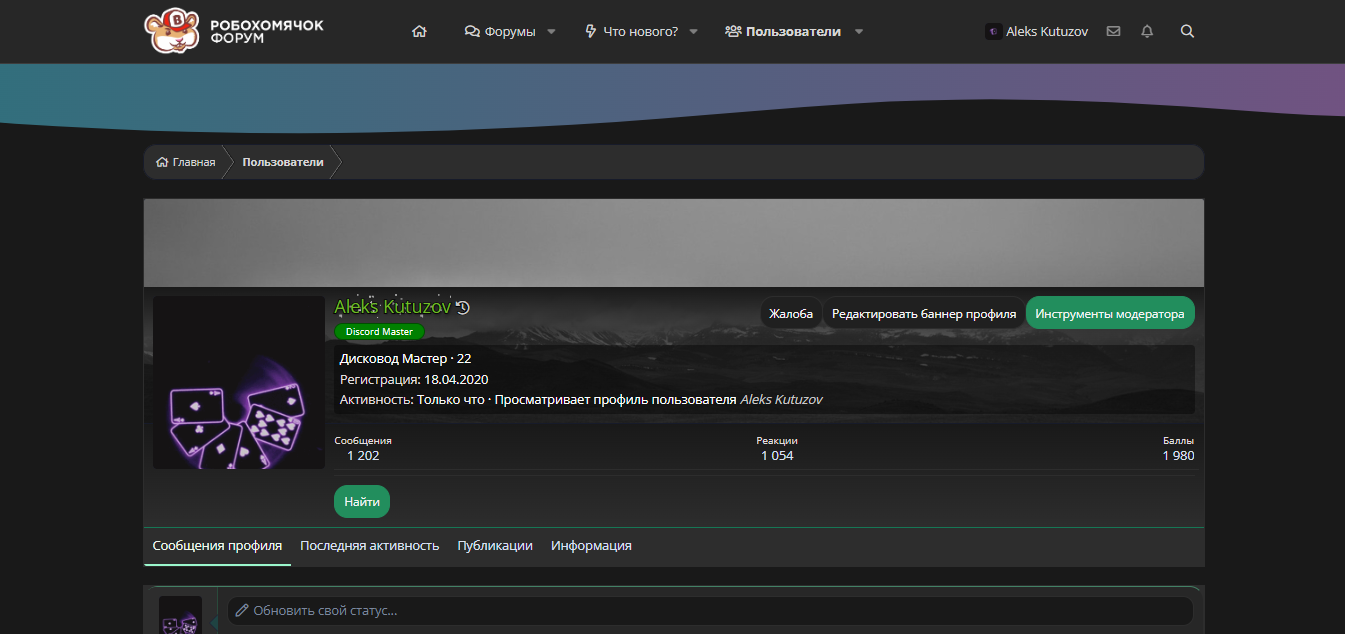 РОБОХОМЯЧОК
ФОРУМ
Форумы
Что нового?
Пользователи
Aleks Kutuzov
Главная
Пользователи
Aleks Kutuzov
Жалоба
Редактировать баннер профиля
Инструменты модератора
Discord Master
Дисковод Мастер · 22
Регистрация: 18.04.2020
Активность: Только что · Просматривает профиль пользователя Aleks Kutuzov
Сообщения
1 202
Реакции
1 054
Баллы
1 980
Найти
Сообщения профиля
Последняя активность
Публикации
Информация
Обновить свой статус...